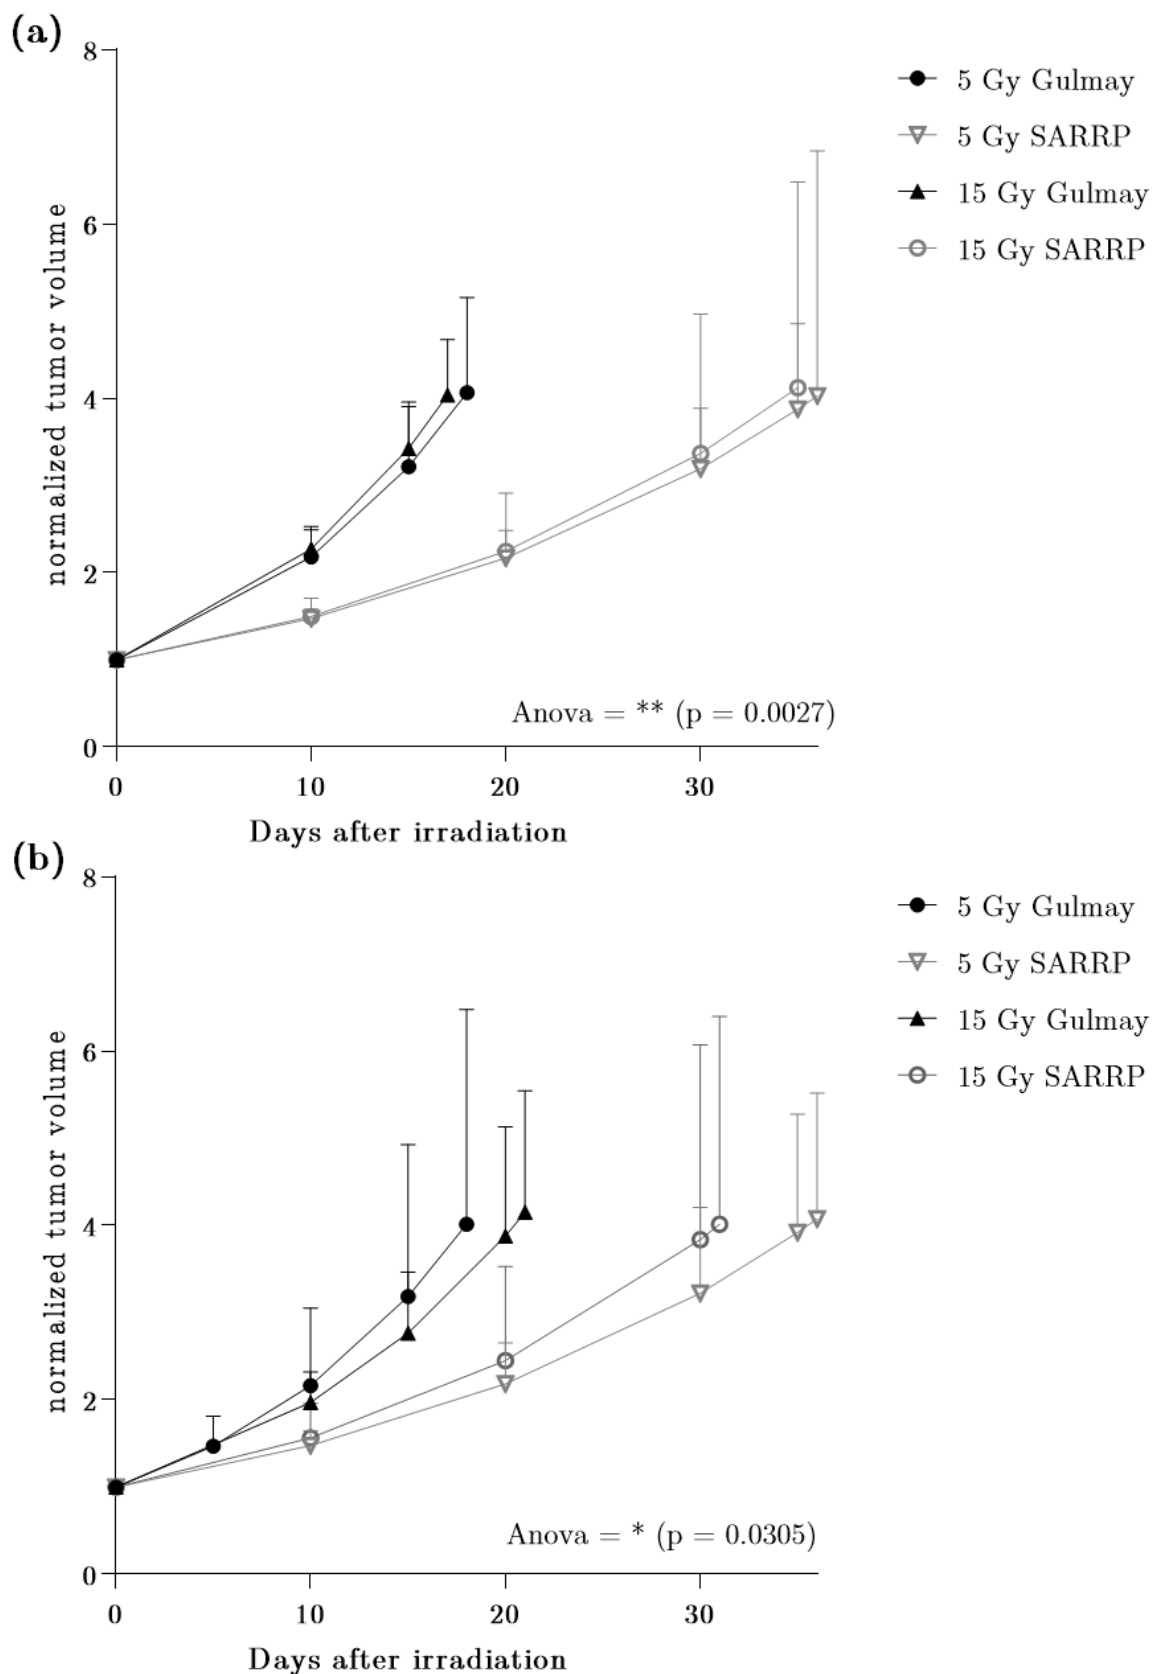 (a)
8
6
4
2
0
normalized tumor volume
0 10 20 30
Days after irradiation
5 Gy Gulmay
5 Gy SARRP
15 Gy Gulmay
15 Gy SARRP
Anova = ** (p = 0.0027)
(b)
8
6
4
2
0
normalized tumor volume
0 10 20 30
Days after irradiation
5 Gy Gulmay
5 Gy SARRP
15 Gy Gulmay
15 Gy SARRP
Anova = * (p = 0.0305)